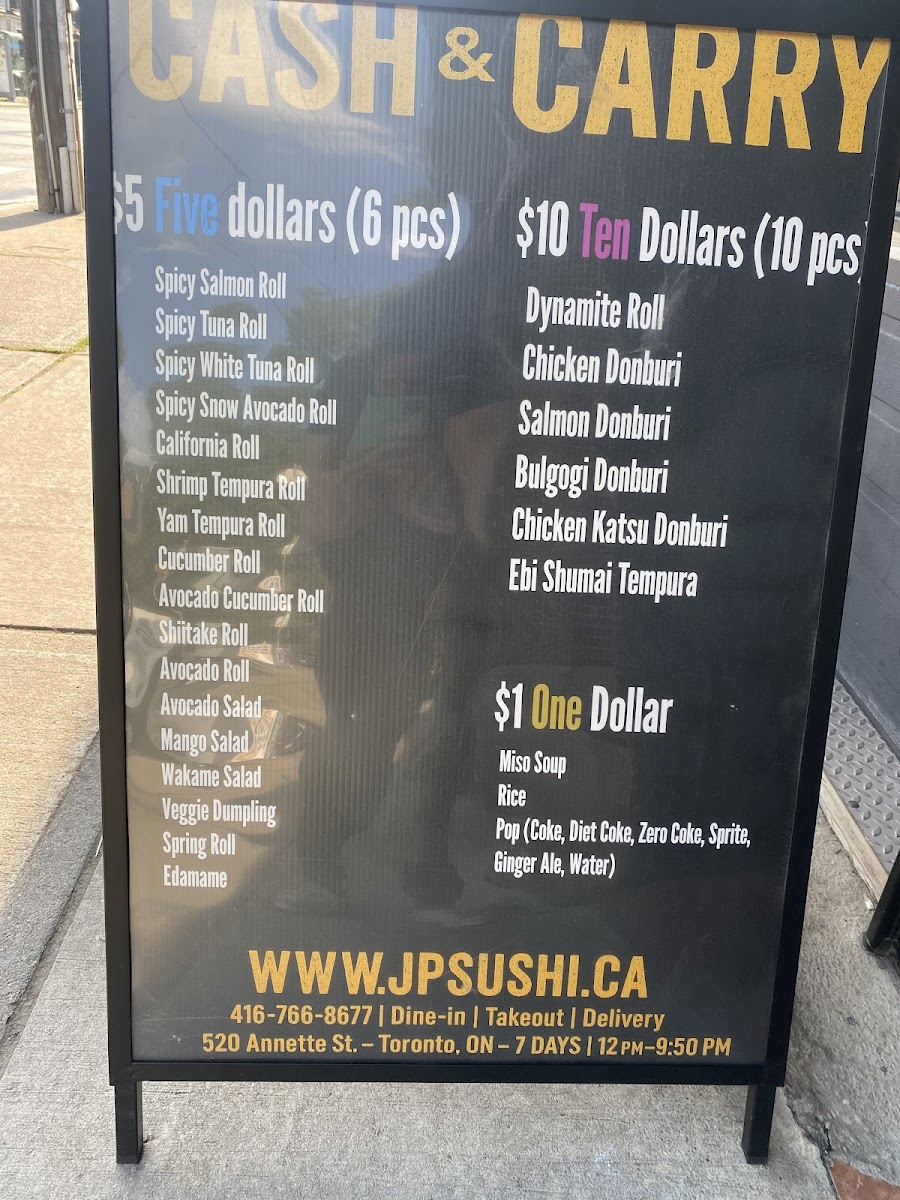 CASH & CARRY
$5 Five dollars (6 pcs)
Spicy Salmon Roll
Spicy Tuna Roll
Spicy White Tuna Roll
Spicy Snow Avocado Roll
California Roll
Shrimp Tempura Roll
Yam Tempura Roll
Cucumber Roll
Avocado Cucumber Roll
Shiitake Roll
Avocado Roll
Avocado Salad
Mango Salad
Wakame Salad
Veggie Dumpling
Spring Roll
Edamame
$10 Ten Dollars (10 pcs)
Dynamite Roll
Chicken Donburi
Salmon Donburi
Bulgogi Donburi
Chicken Katsu Donburi
Ebi Shumai Tempura
$1 One Dollar
Miso Soup
Rice
Pop (Coke, Diet Coke, Zero Coke, Sprite,
Ginger Ale, Water)
WWW.JPSUSHI.CA
416-766-8677 | Dine-in | Takeout | Delivery
520 Annette St. – Toronto, ON – 7 DAYS | 12 PM–9:50 PM